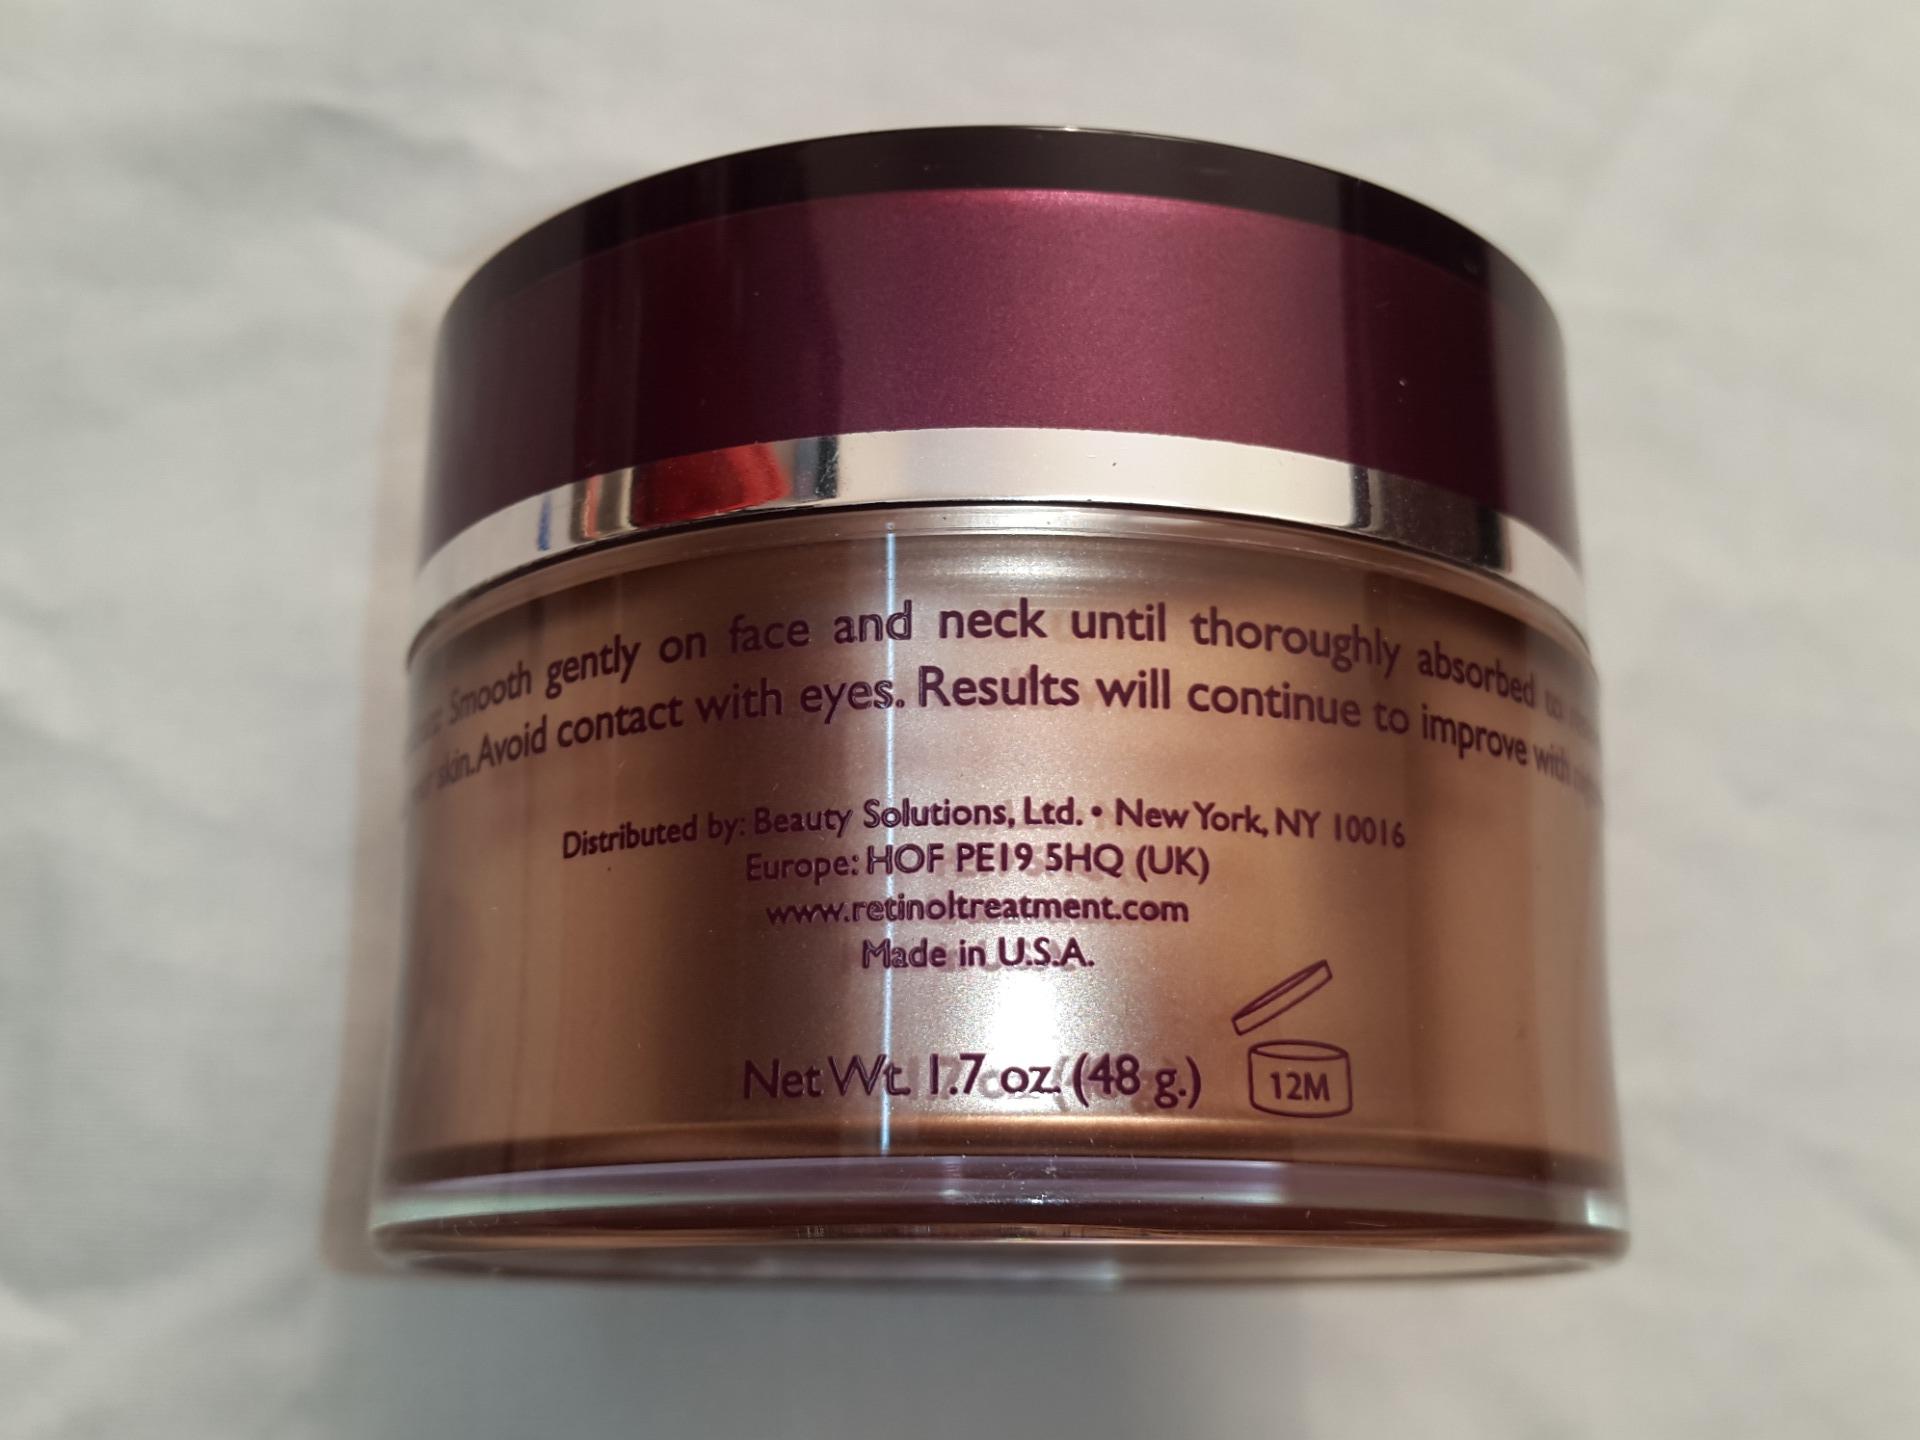 Smooth gently on face and neck until thoroughly absorbed
skin. Avoid contact with eyes. Results will continue to improve with
Distributed by: Beauty Solutions, Ltd. • New York, NY 10016
Europe: HOF PE19 5HQ (UK)
www.retinoltreatment.com
Made in U.S.A.
Net Wt. 1.7 oz. (48 g.)
12M